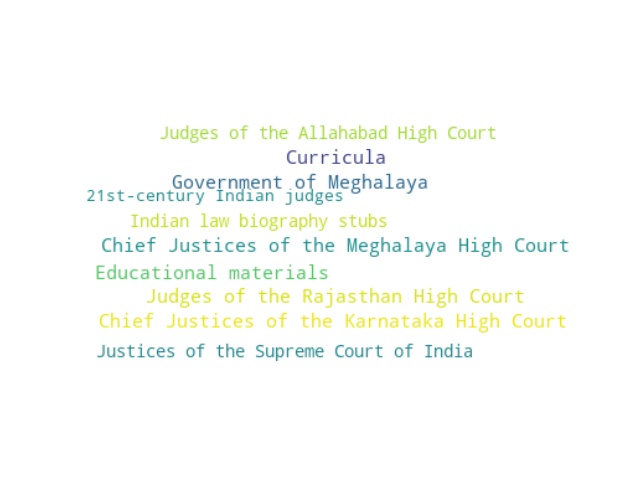 Judges of the Allahabad High Court
Curricula
Government of Meghalaya
21st-century Indian judges
Indian law biography stubs
Chief Justices of the Meghalaya High Court
Educational materials
Judges of the Rajasthan High Court
Chief Justices of the Karnataka High Court
Justices of the Supreme Court of India